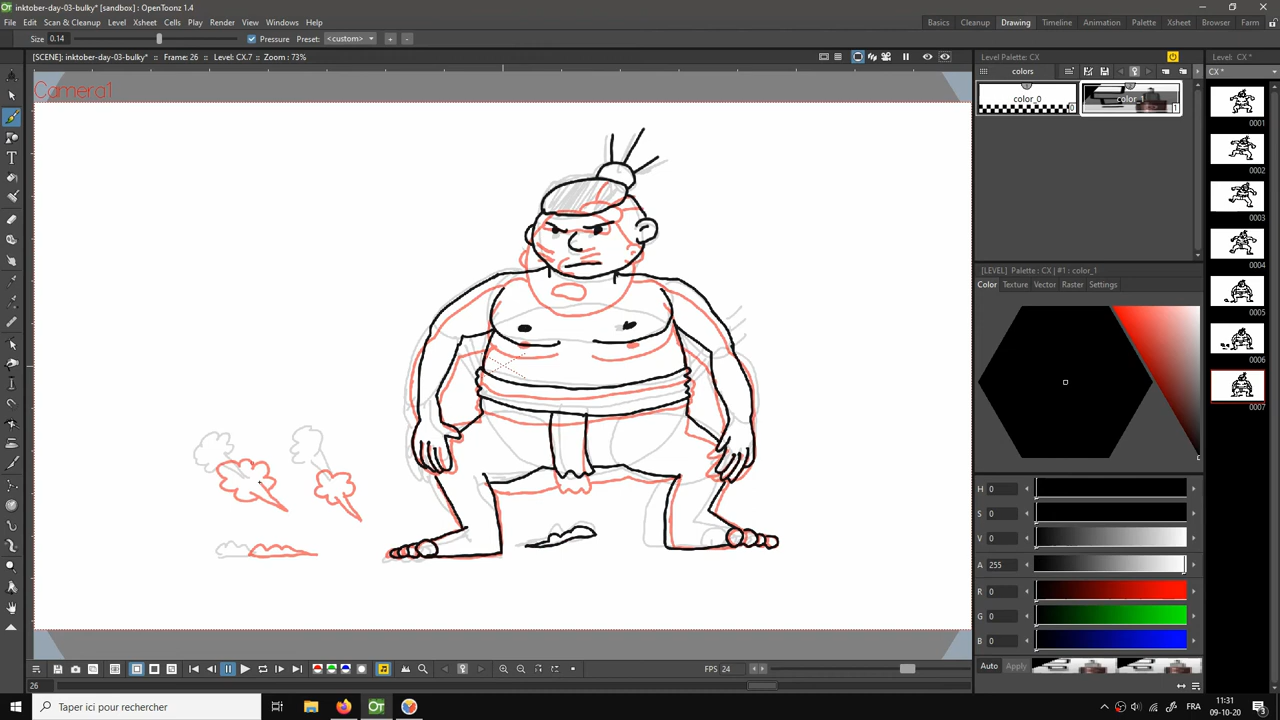 inktober-day-03-bulky* [sandbox] : OpenToonz 1.4
File Edit Scan & Cleanup Level Xsheet Cells Play Render View Windows Help
Basics Cleanup Drawing Timeline Animation Palette Xsheet Browser Farm
Size 0.14 Pressure Preset: <custom> + -
[SCENE]: inktober-day-03-bulky* :: Frame: 26 :: Level: CX.7 :: Zoom : 73%
Level Palette: CX
Level: CX *
colors
CX *
Camera1
color_0 0
color_1 1
0001
0002
0003
0004
0005
0006
0007
[LEVEL] Palette : CX | #1 : color_1
Color Texture Vector Raster Settings
H 0
S 0
V 0
A 255
R 0
G 0
B 0
FPS 24
Auto Apply
26
Taper ici pour rechercher
FRA
11:31
09-10-20
3